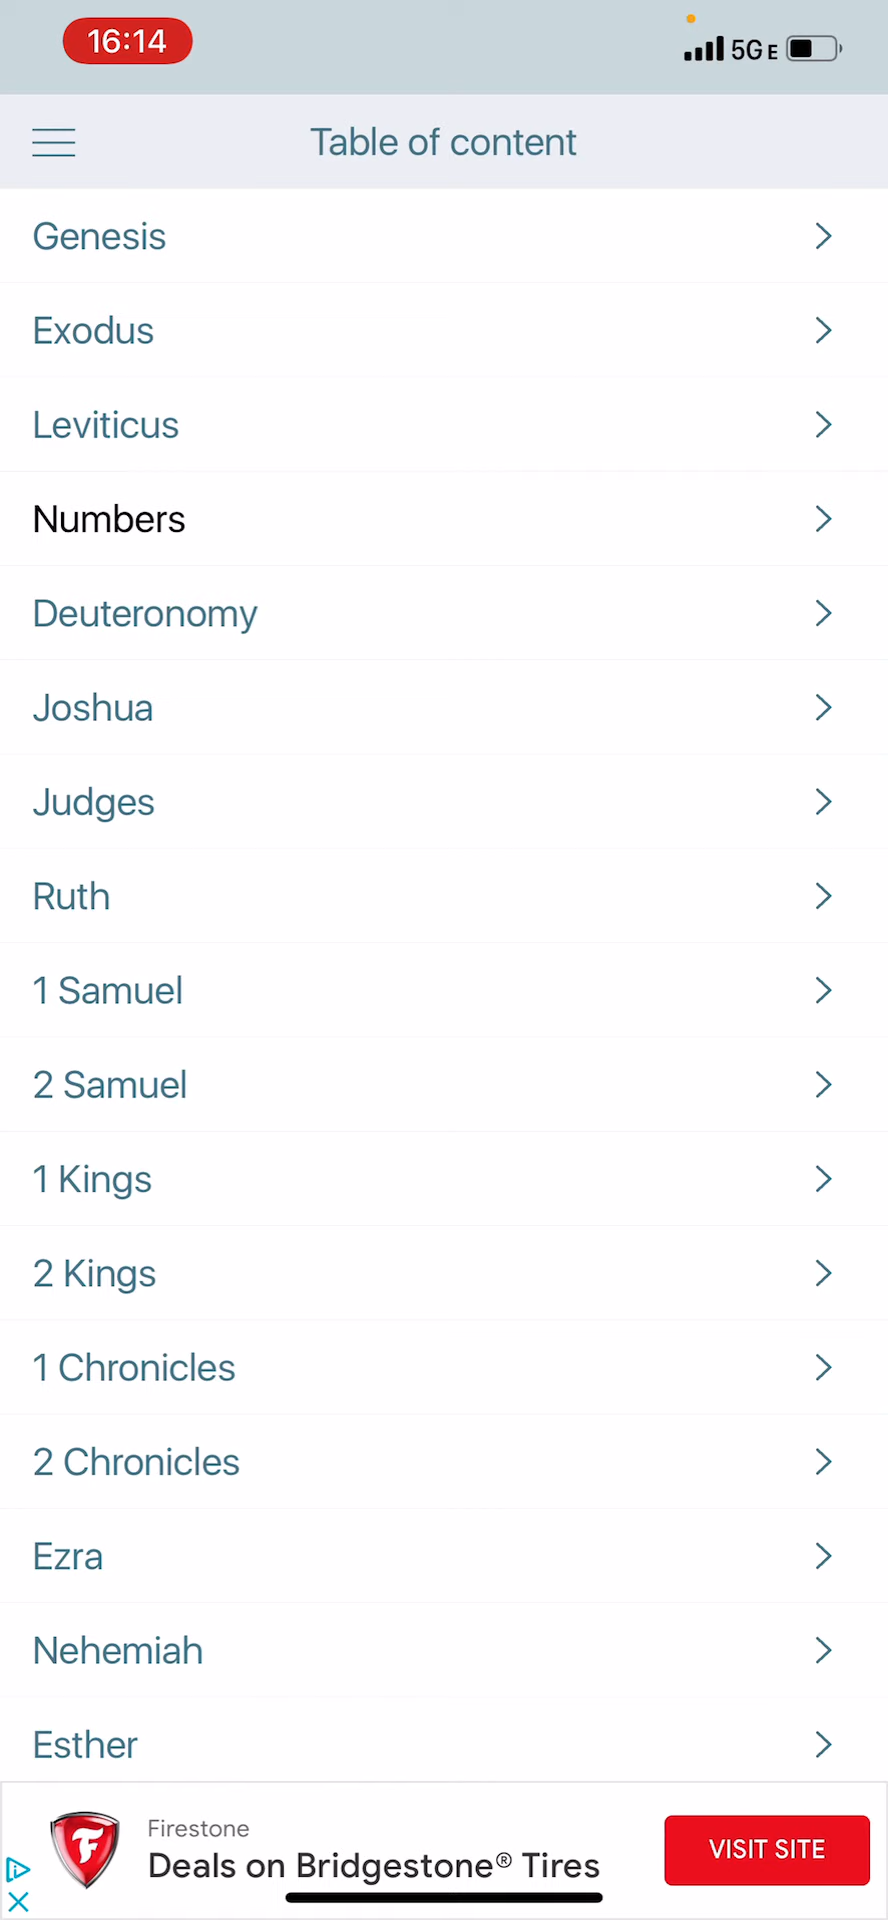 16:14
5G E
Table of content
Genesis
Exodus
Leviticus
Numbers
Deuteronomy
Joshua
Judges
Ruth
1 Samuel
2 Samuel
1 Kings
2 Kings
1 Chronicles
2 Chronicles
Ezra
Nehemiah
Esther
Firestone
Deals on Bridgestone® Tires
VISIT SITE